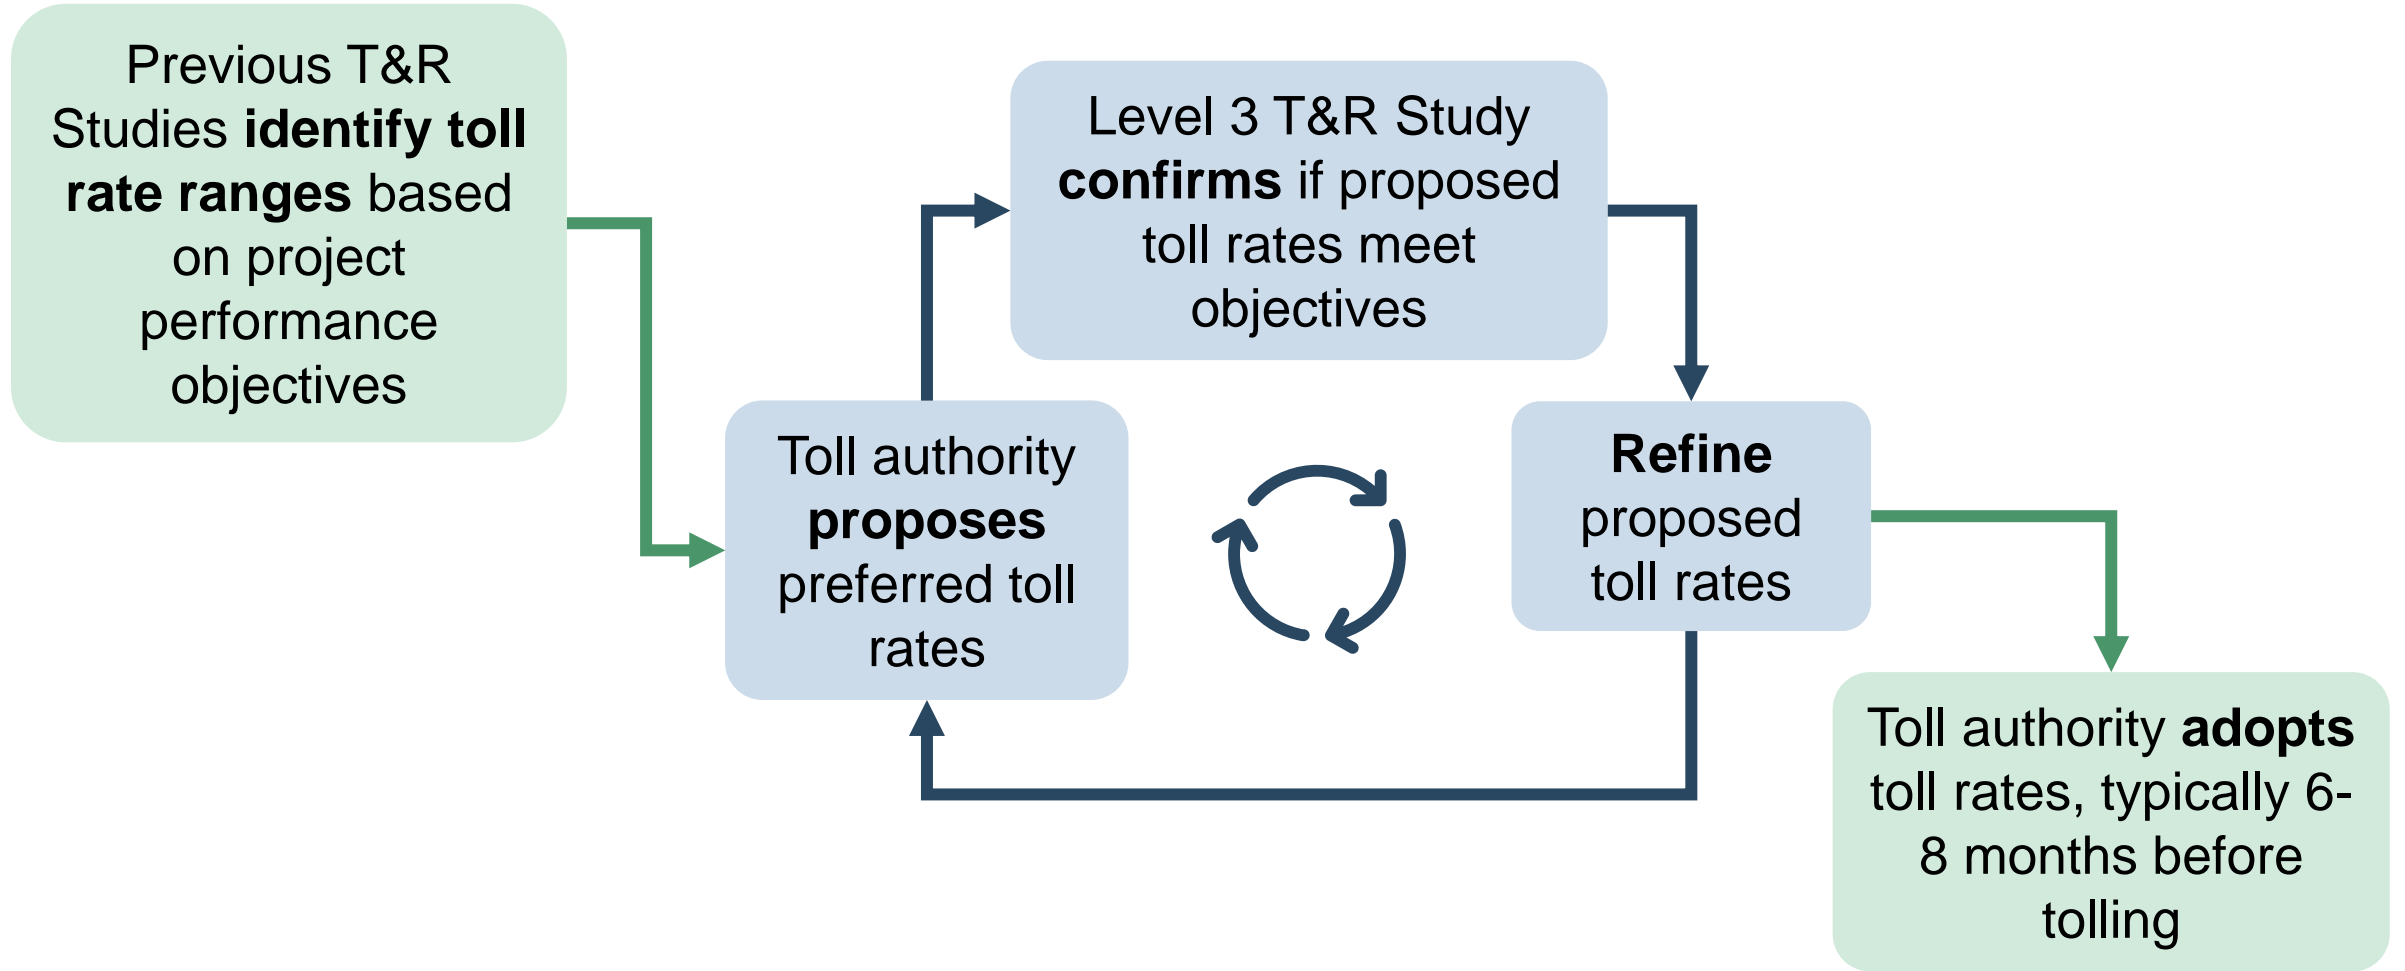 Previous T&R
Studies identify toll
rate ranges based
on project
performance
objectives
Level 3 T&R Study
confirms if proposed
toll rates meet
objectives
Toll authority
proposes
preferred toll
rates
Refine
proposed
toll rates
Toll authority adopts
toll rates, typically 6-
8 months before
tolling